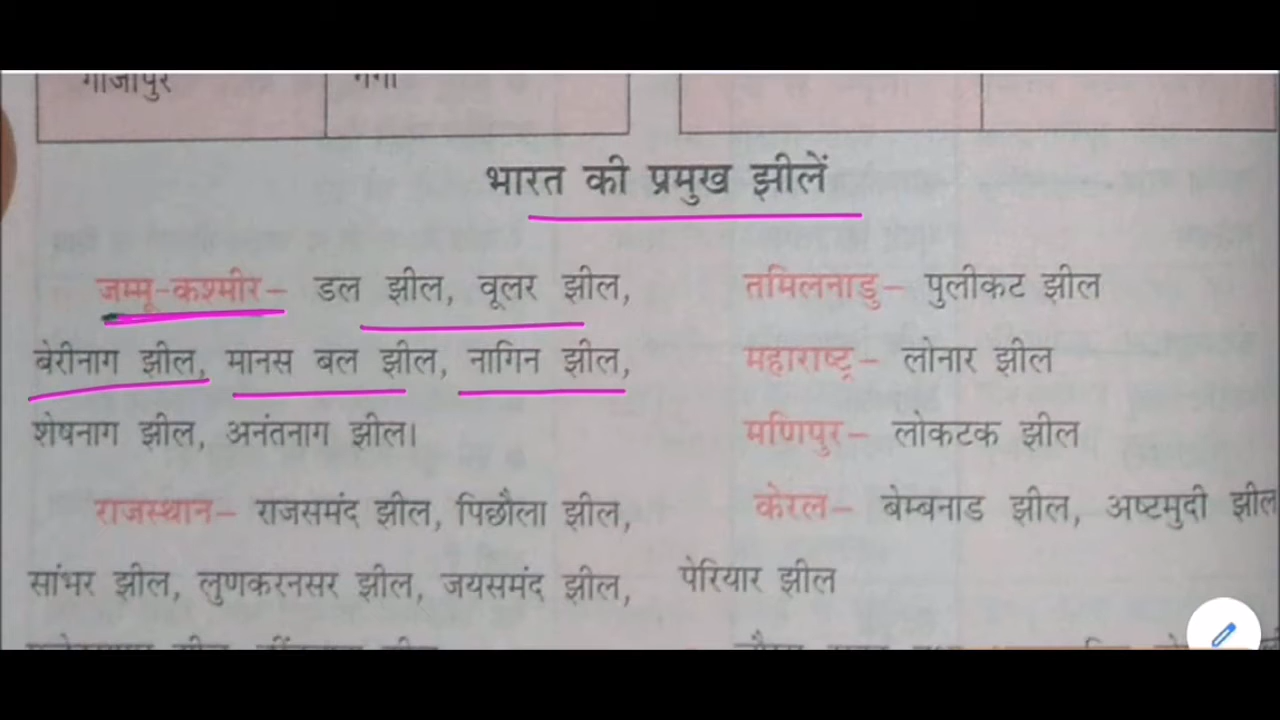 गाजीपुर
गंगा
भारत की प्रमुख झीलें
जम्मू-कश्मीर– डल झील, वूलर झील,
बेरीनाग झील, मानस बल झील, नागिन झील,
शेषनाग झील, अनंतनाग झील।
राजस्थान– राजसमंद झील, पिछौला झील,
सांभर झील, लुणकरनसर झील, जयसमंद झील,
तमिलनाडु– पुलीकट झील
महाराष्ट्र– लोनार झील
मणिपुर– लोकटक झील
केरल– बेम्बनाड झील, अष्टमुदी झील
पेरियार झील